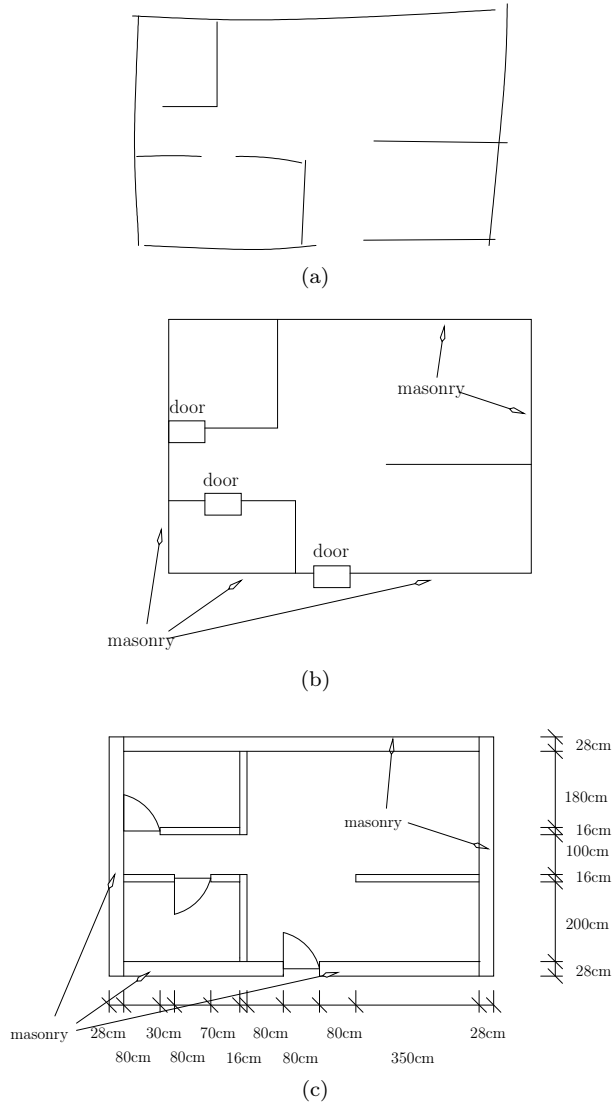 (a)
masonry
door
door
door
masonry
(b)
28cm
180cm
masonry
16cm
100cm
16cm
200cm
28cm
masonry
28cm 30cm 70cm 80cm 80cm 28cm
80cm 80cm 16cm 80cm 350cm
(c)